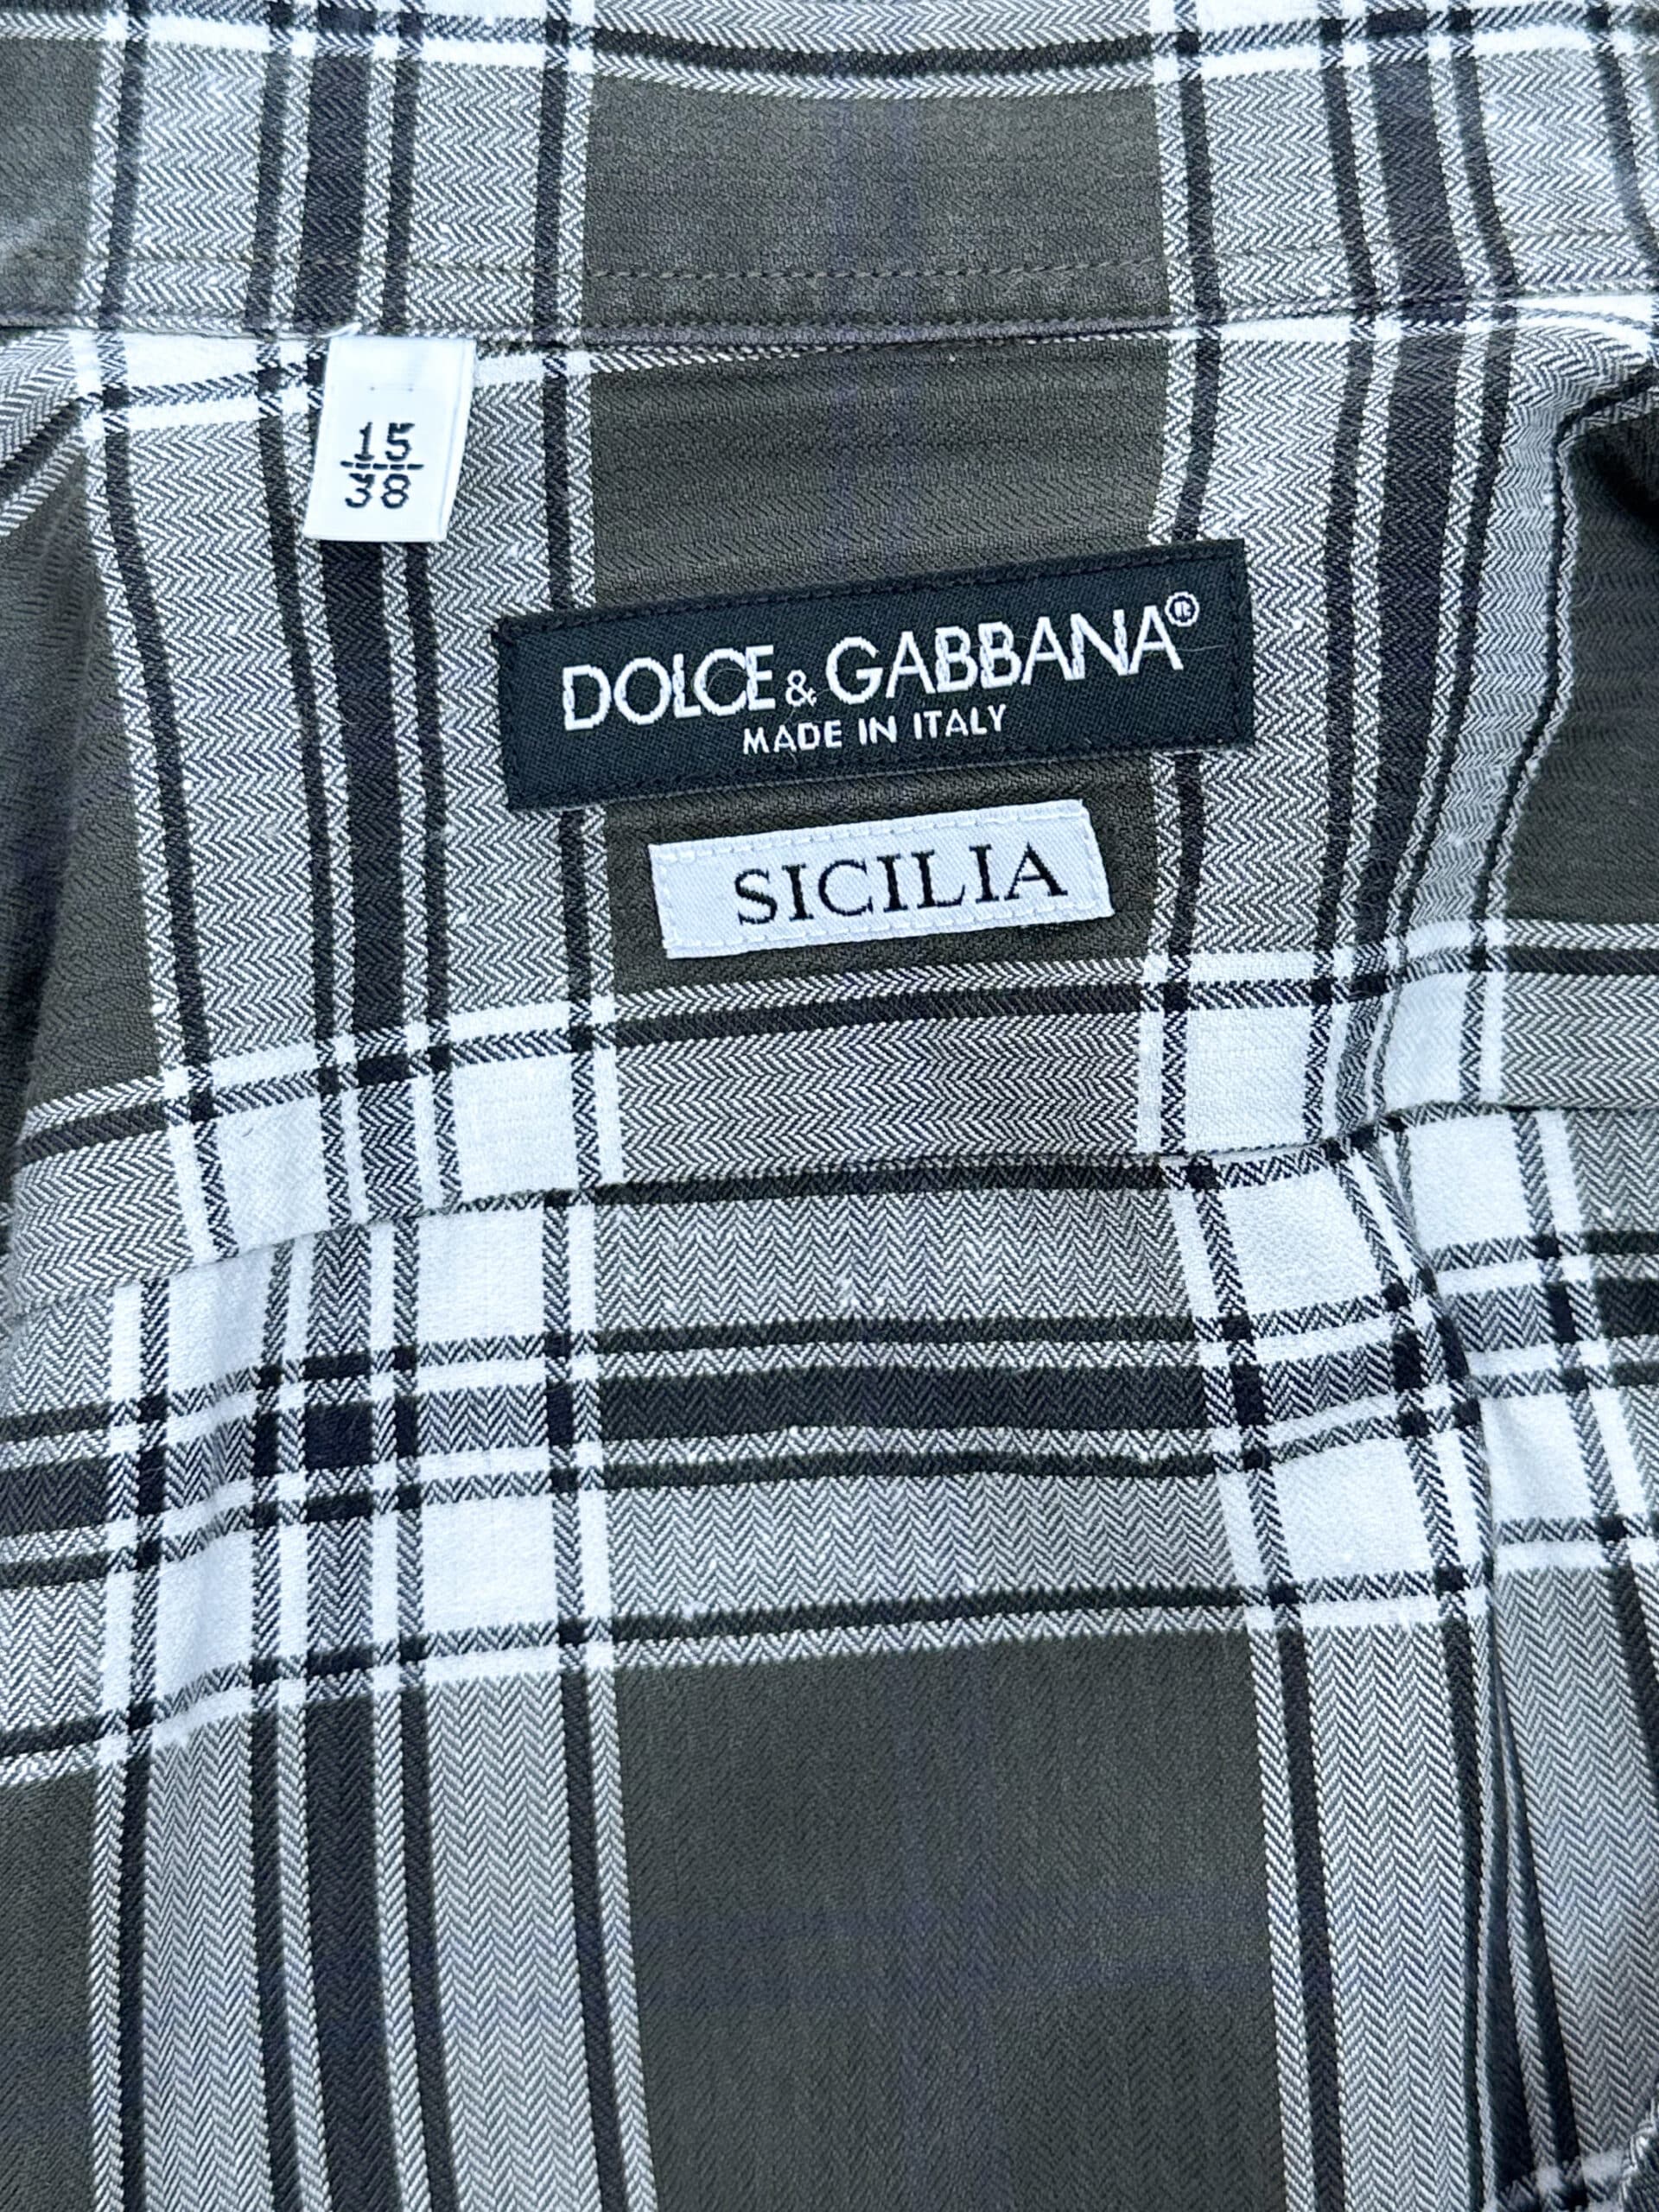 15
38
DOLCE & GABBANA®
MADE IN ITALY
SICILIA